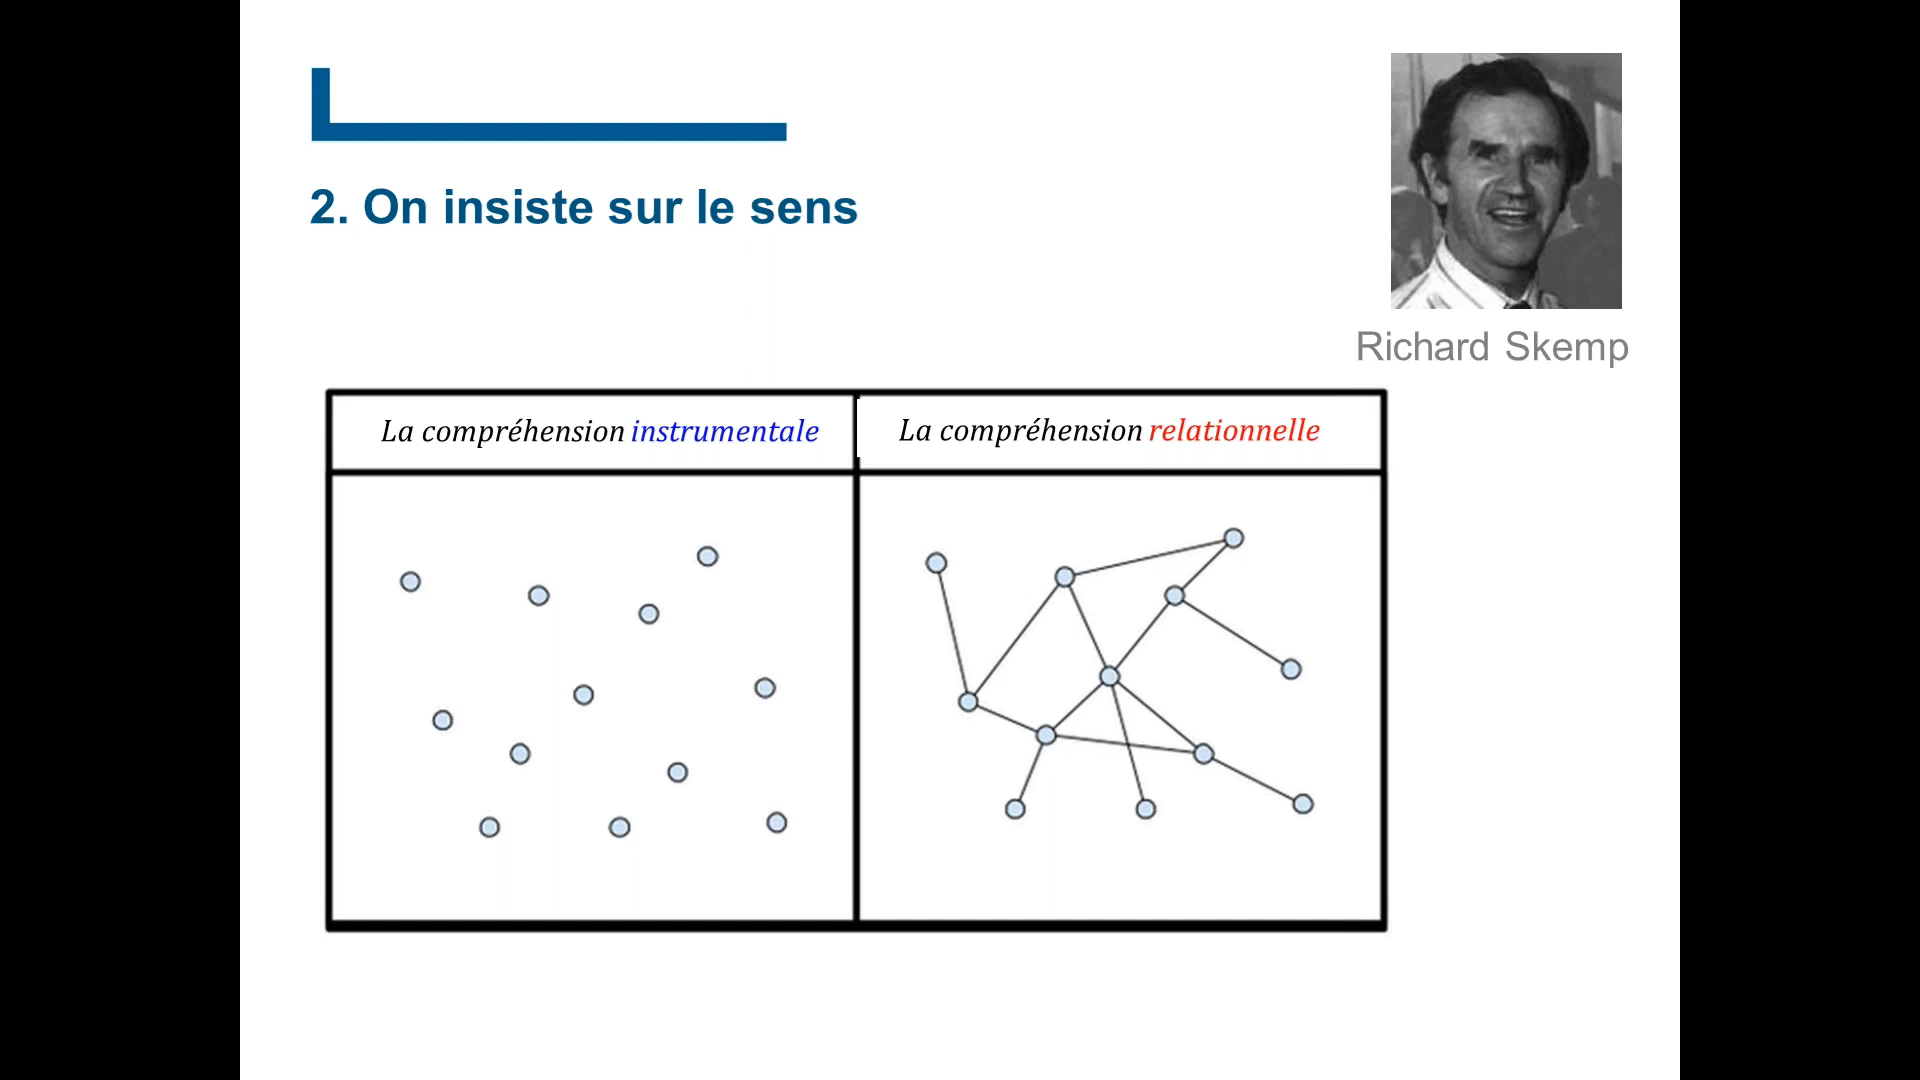 2. On insiste sur le sens
Richard Skemp
La compréhension instrumentale
La compréhension relationnelle